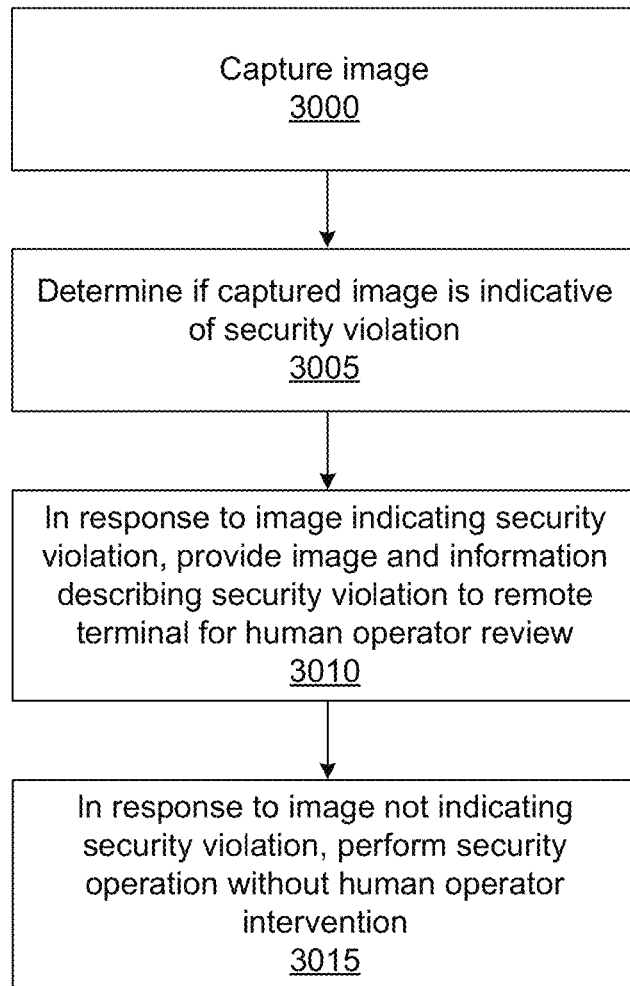 Capture image
3000
Determine if captured image is indicative
of security violation
3005
In response to image indicating security
violation, provide image and information
describing security violation to remote
terminal for human operator review
3010
In response to image not indicating
security violation, perform security
operation without human operator
intervention
3015